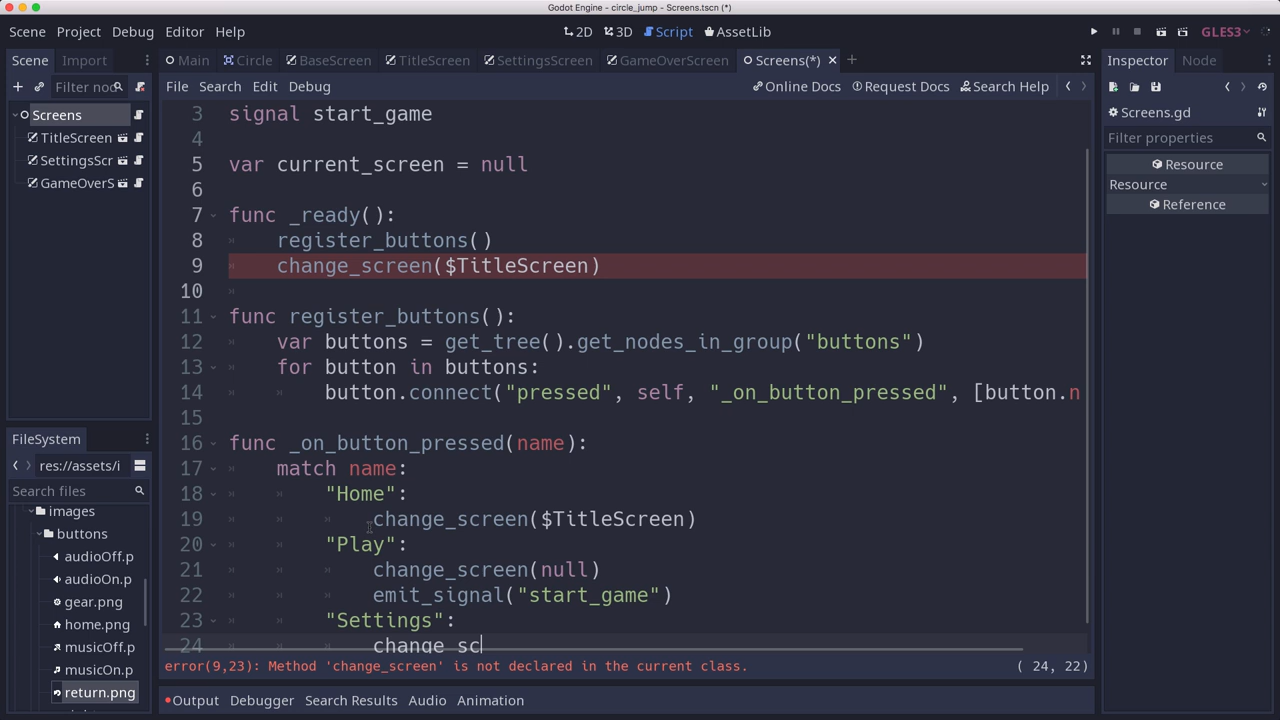 Godot Engine - circle_jump - Screens.tscn (*)
Scene Project Debug Editor Help
2D 3D Script AssetLib
GLES3
Scene Import
Main Circle BaseScreen TitleScreen SettingsScreen GameOverScreen Screens(*)
Inspector Node
Filter nod
File Search Edit Debug
Online Docs Request Docs Search Help
Screens
TitleScreen
SettingsScr
GameOverS
Screens.gd
Filter properties
Resource
Resource
Reference
3 signal start_game
4
5 var current_screen = null
6
7 func _ready():
8 register_buttons()
9 change_screen($TitleScreen)
10
11 func register_buttons():
12 var buttons = get_tree().get_nodes_in_group("buttons")
13 for button in buttons:
14 button.connect("pressed", self, "_on_button_pressed", [button.n
15
16 func _on_button_pressed(name):
17 match name:
18 "Home":
19 change_screen($TitleScreen)
20 "Play":
21 change_screen(null)
22 emit_signal("start_game")
23 "Settings":
24 change_sc
error(9,23): Method 'change_screen' is not declared in the current class.
( 24, 22)
FileSystem
res://assets/i
Search files
images
buttons
audioOff.p
audioOn.p
gear.png
home.png
musicOff.p
musicOn.p
return.png
Output Debugger Search Results Audio Animation